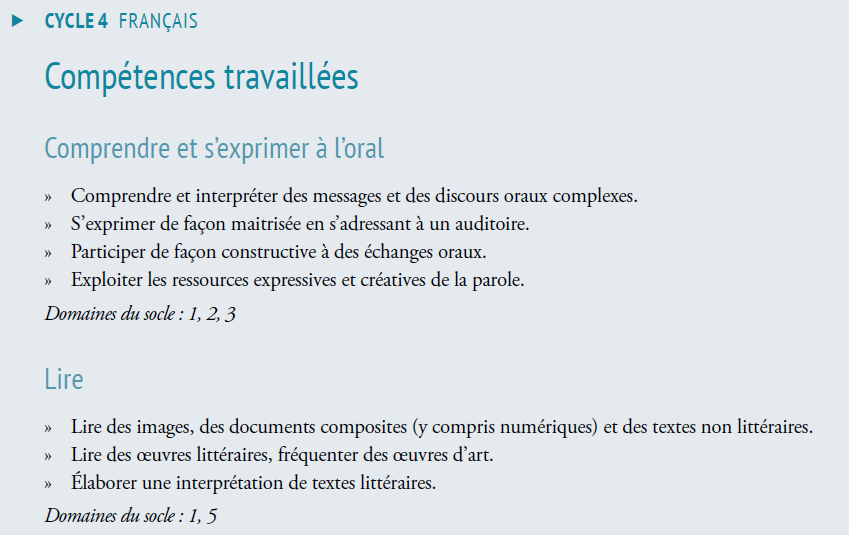 ▶ CYCLE 4 FRANÇAIS
Compétences travaillées
Comprendre et s’exprimer à l’oral
» Comprendre et interpréter des messages et des discours oraux complexes.
» S’exprimer de façon maitrisée en s’adressant à un auditoire.
» Participer de façon constructive à des échanges oraux.
» Exploiter les ressources expressives et créatives de la parole.
Domaines du socle : 1, 2, 3
Lire
» Lire des images, des documents composites (y compris numériques) et des textes non littéraires.
» Lire des œuvres littéraires, fréquenter des œuvres d’art.
» Élaborer une interprétation de textes littéraires.
Domaines du socle : 1, 5